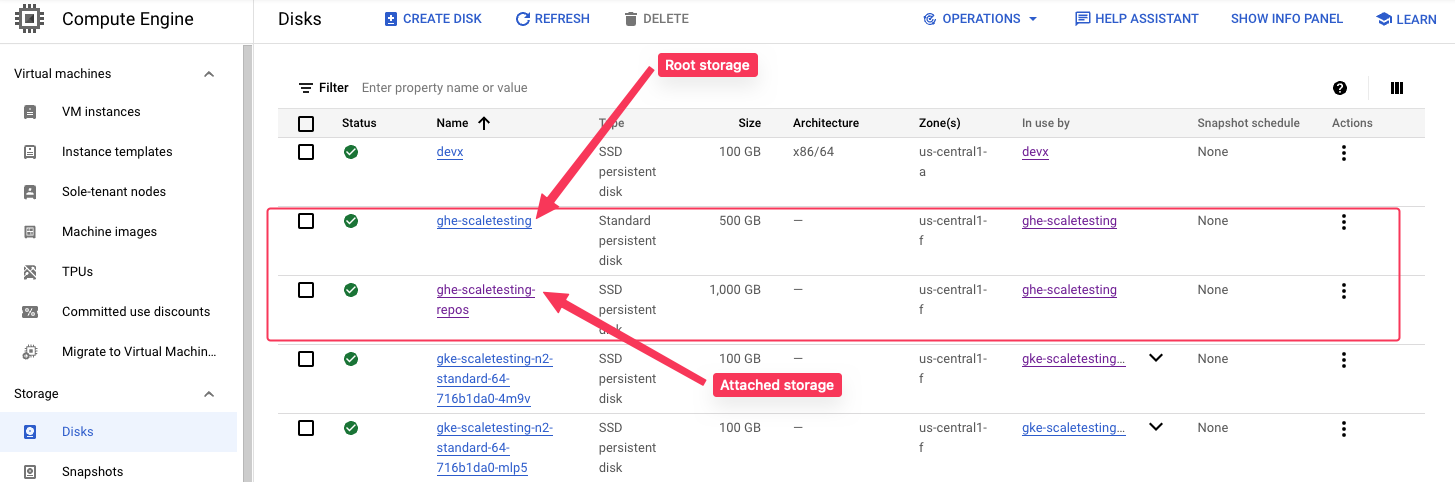 Compute Engine
Disks
CREATE DISK
REFRESH
DELETE
OPERATIONS
HELP ASSISTANT
SHOW INFO PANEL
LEARN
Virtual machines
VM instances
Instance templates
Sole-tenant nodes
Machine images
TPUs
Committed use discounts
Migrate to Virtual Machin...
Storage
Disks
Snapshots
Root storage
Filter Enter property name or value
Status Name Type Size Architecture Zone(s) In use by Snapshot schedule Actions
devx SSD 100 GB x86/64 us-central1- devx None
persistent a
disk
ghe-scaletesting Standard 500 GB — us-central1- ghe-scaletesting None
persistent f
disk
ghe-scaletesting- SSD 1,000 GB — us-central1- ghe-scaletesting None
repos persistent f
disk
gke-scaletesting-n2- SSD 100 GB — us-central1- gke-scaletesting... None
standard-64- persistent f
716b1da0-4m9v disk
Attached storage
gke-scaletesting-n2- SSD 100 GB — us-central1- gke-scaletesting... None
standard-64- persistent f
716b1da0-mlp5 disk